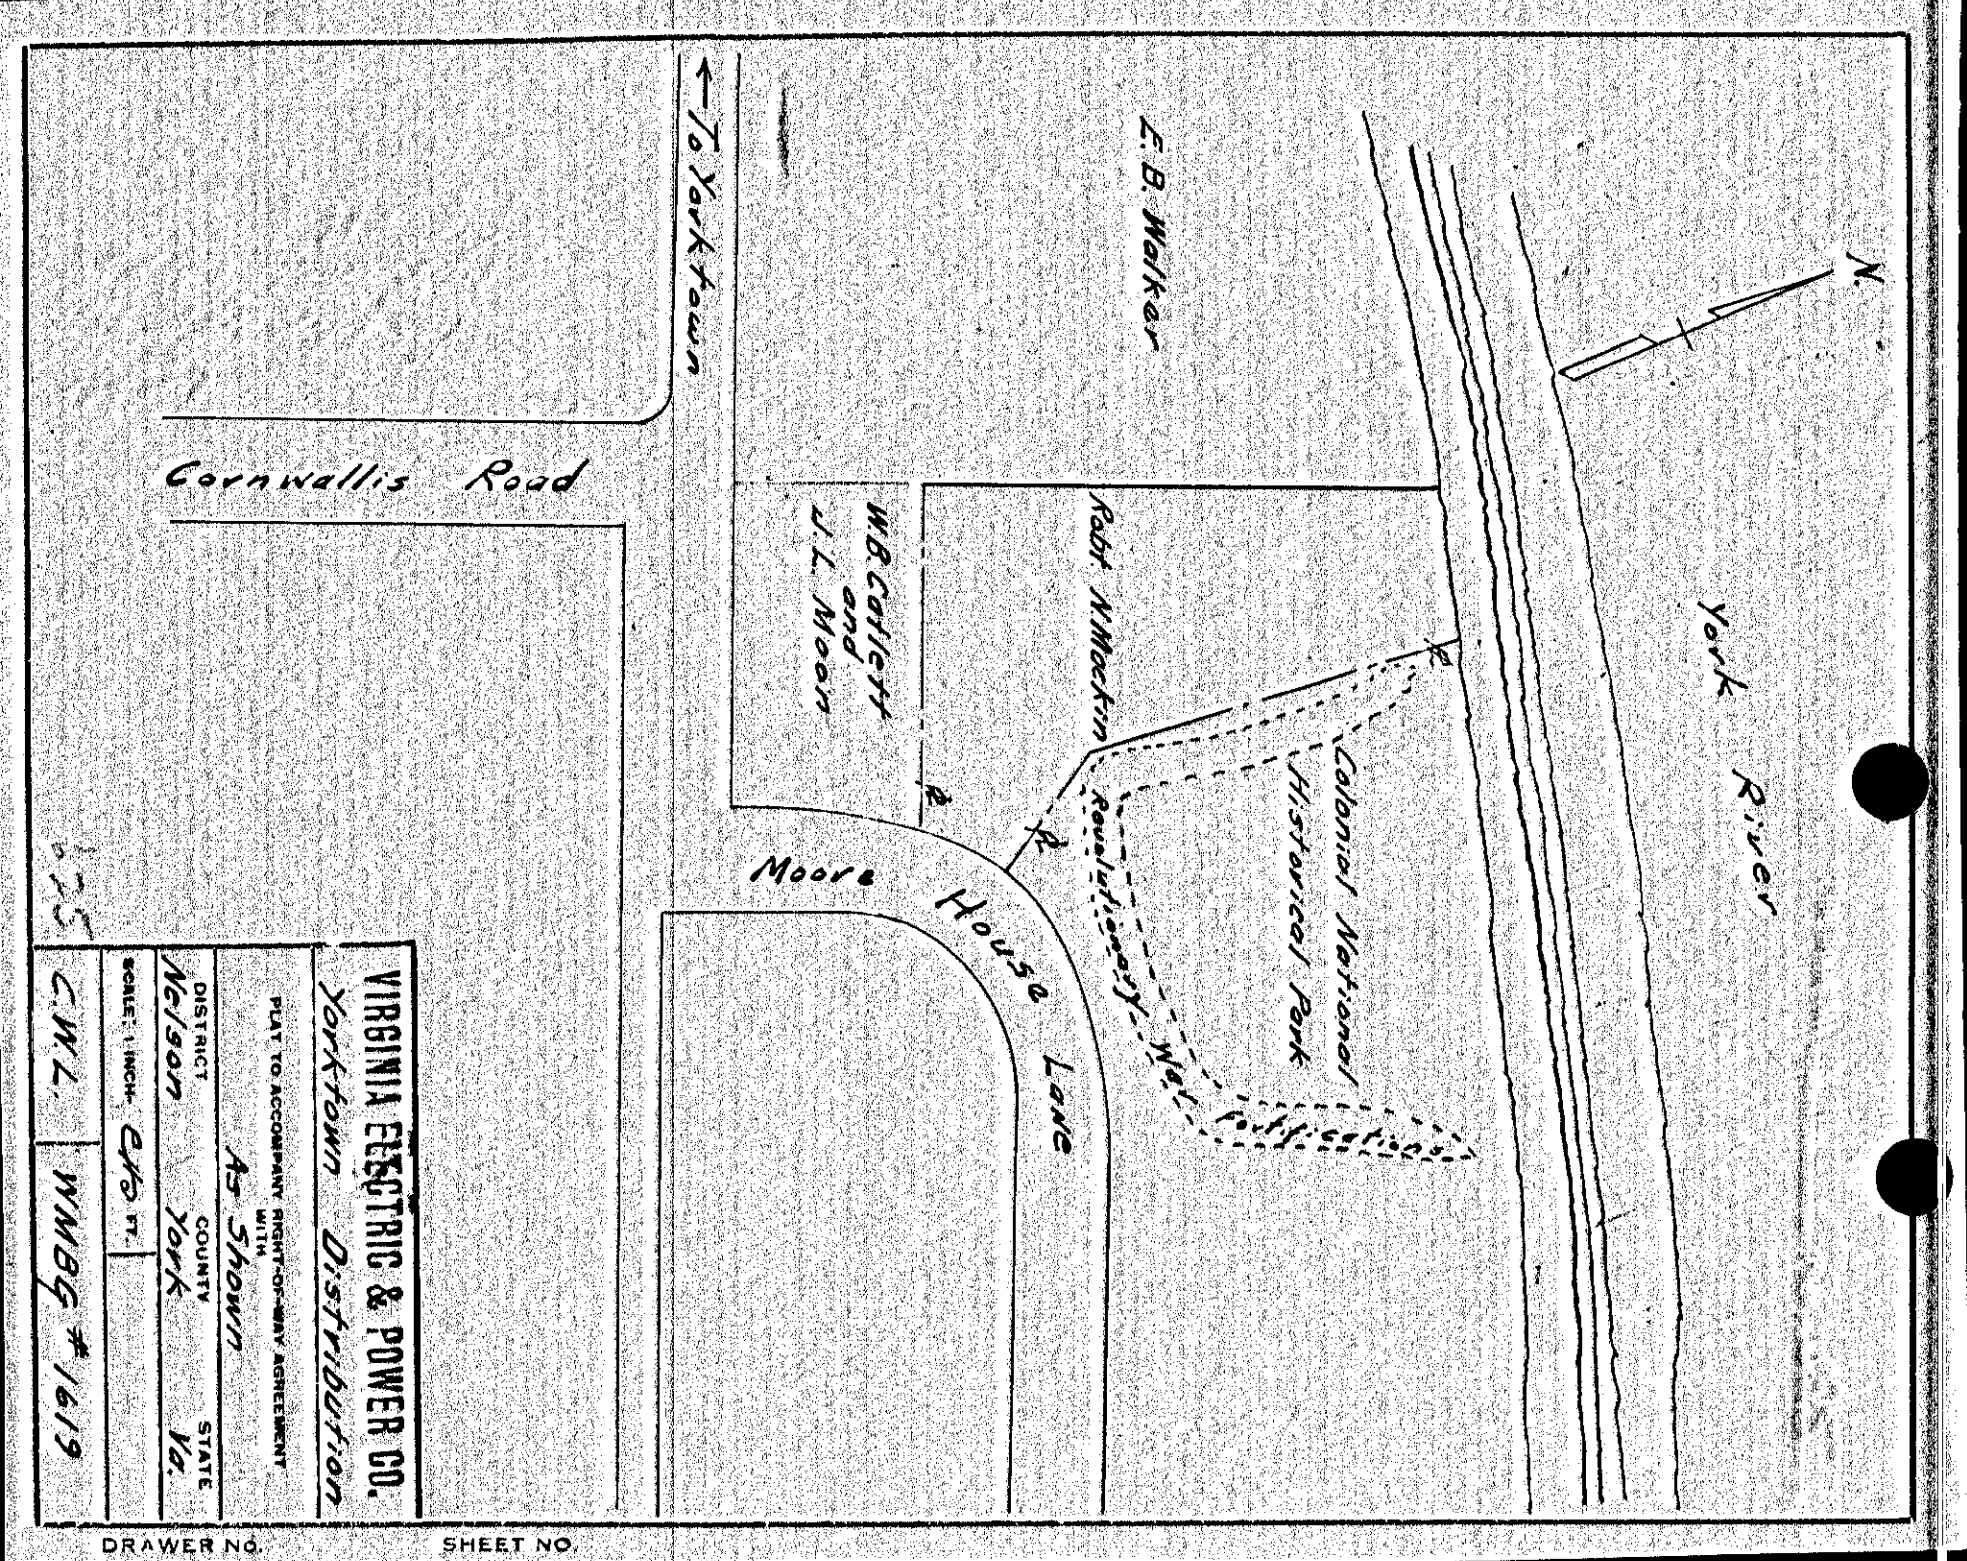 N.
York River
E. B. Walker
Colonial National
Historical Park
Robt. N. Mackin
Revolutionary War Fortifications
W B Catlett
and
J. L. Moon
R
R
R
← To Yorktown
Moore House Lane
Cornwallis Road
VIRGINIA ELECTRIC & POWER CO.
Yorktown Distribution
PLAT TO ACCOMPANY RIGHT-OF-WAY AGREEMENT
WITH
As Shown
DISTRICT COUNTY STATE
Nelson York Va.
SCALE: 1 INCH= FT.
C.W.L. WMBG #1619
DRAWER NO. SHEET NO.